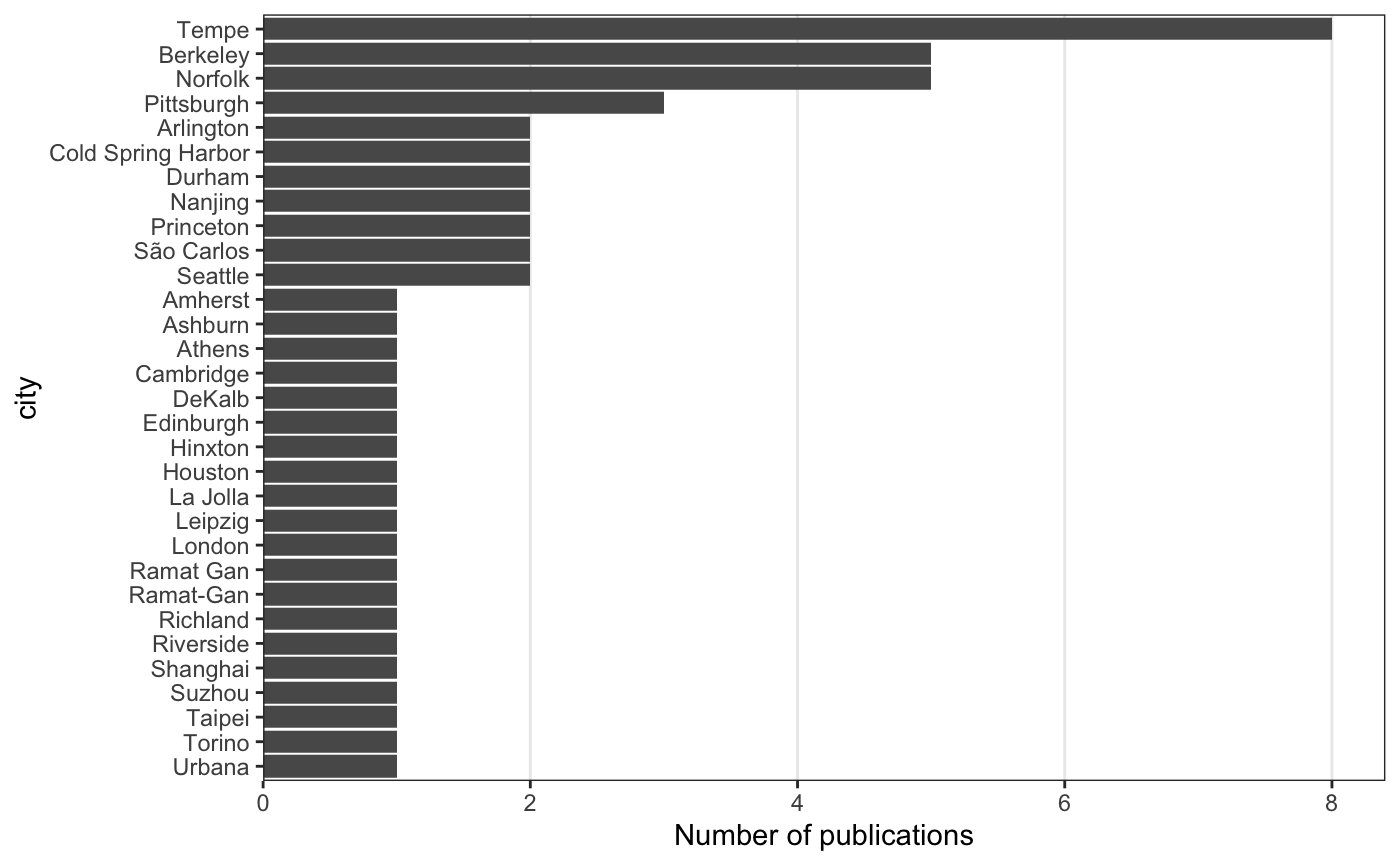 Tempe
Berkeley
Norfolk
Pittsburgh
Arlington
Cold Spring Harbor
Durham
Nanjing
Princeton
São Carlos
Seattle
Amherst
Ashburn
Athens
Cambridge
DeKalb
Edinburgh
Hinxton
Houston
La Jolla
Leipzig
London
Ramat Gan
Ramat-Gan
Richland
Riverside
Shanghai
Suzhou
Taipei
Torino
Urbana
city
0 2 4 6 8
Number of publications